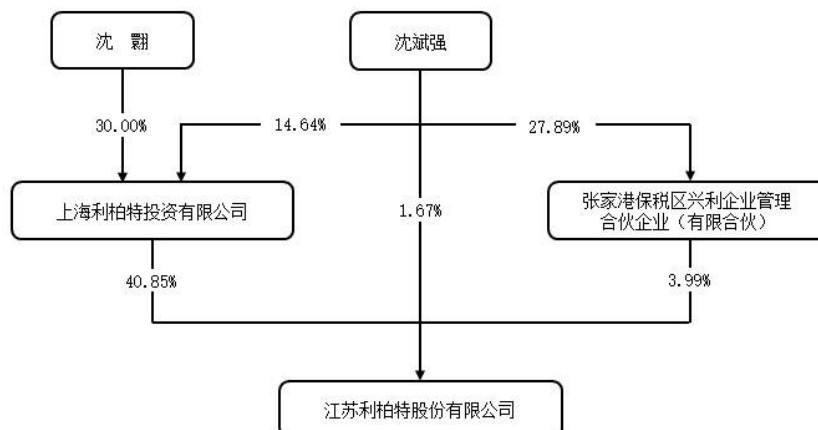 沈 翾
沈斌强
30.00%
14.64%
27.89%
上海利柏特投资有限公司
1.67%
张家港保税区兴利企业管理
合伙企业（有限合伙）
40.85%
3.99%
江苏利柏特股份有限公司